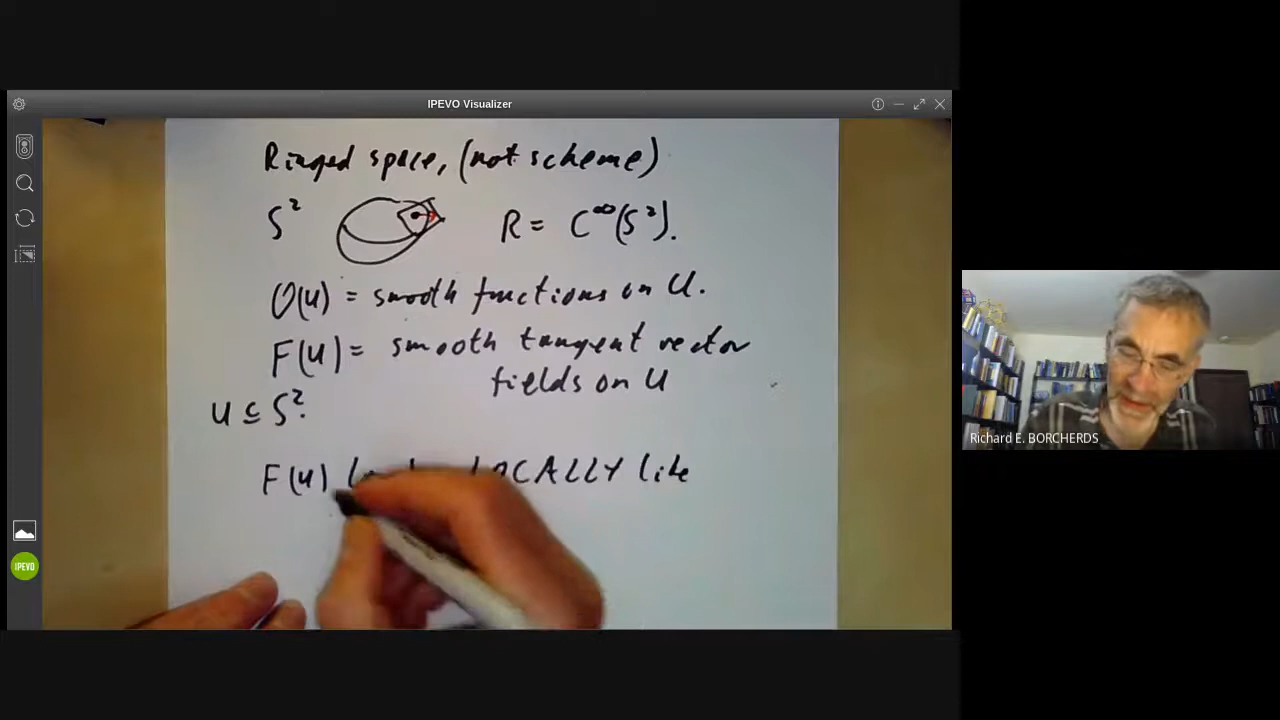 IPEVO Visualizer
Ringed space, (not scheme)
S² R = C^∞(S²).
O(U) = smooth functions on U.
F(U) = smooth tangent vector
fields on U
U ⊆ S².
F(U) LOCALLY like
Richard E. BORCHERDS
IPEVO